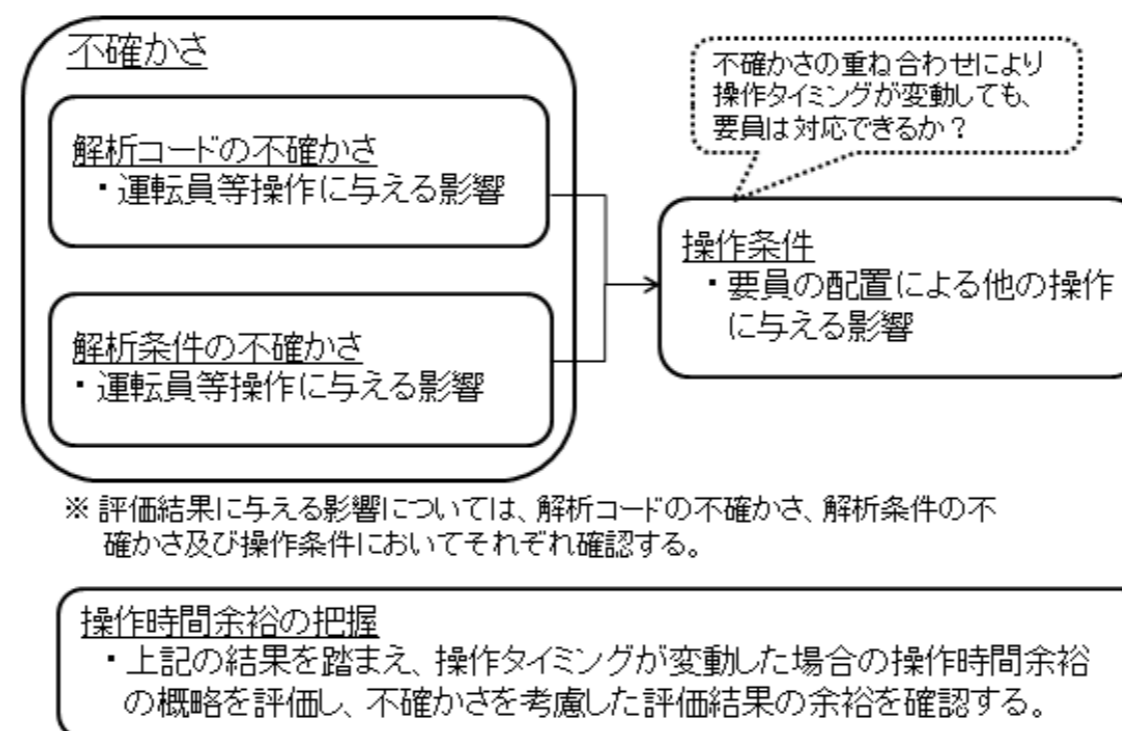 不確かさ
解析コードの不確かさ
・運転員等操作に与える影響
解析条件の不確かさ
・運転員等操作に与える影響
不確かさの重ね合わせにより
操作タイミングが変動しても、
要員は対応できるか？
操作条件
・要員の配置による他の操作
に与える影響
※ 評価結果に与える影響については、解析コードの不確かさ、解析条件の不
確かさ及び操作条件においてそれぞれ確認する。
操作時間余裕の把握
・上記の結果を踏まえ、操作タイミングが変動した場合の操作時間余裕
の概略を評価し、不確かさを考慮した評価結果の余裕を確認する。